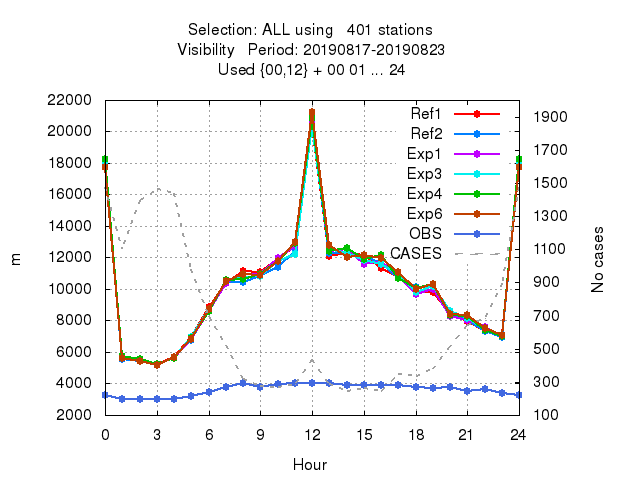 Selection: ALL using   401 stations
Visibility   Period: 20190817-20190823
Used {00,12} + 00 01 ... 24
22000
20000
18000
16000
14000
12000
10000
8000
6000
4000
2000
m
Ref1
Ref2
Exp1
Exp3
Exp4
Exp6
OBS
CASES
1900
1700
1500
1300
1100
900
700
500
300
100
No cases
0 3 6 9 12 15 18 21 24
Hour